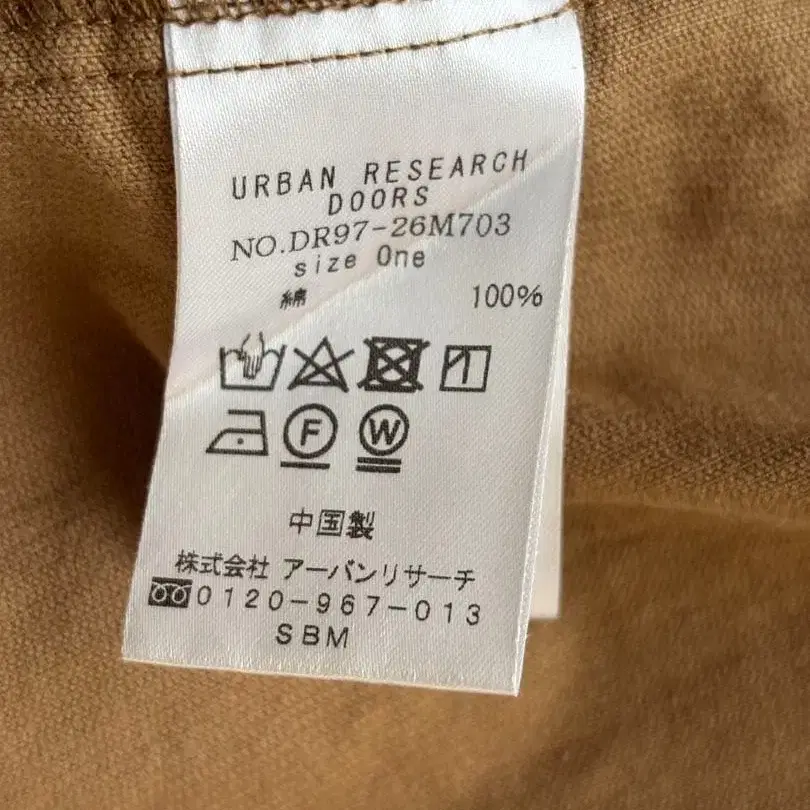 URBAN RESEARCH
DOORS
NO.DR97-26M703
size One
綿 100%
F W
中国製
株式会社 アーバンリサーチ
0120-967-013
SBM